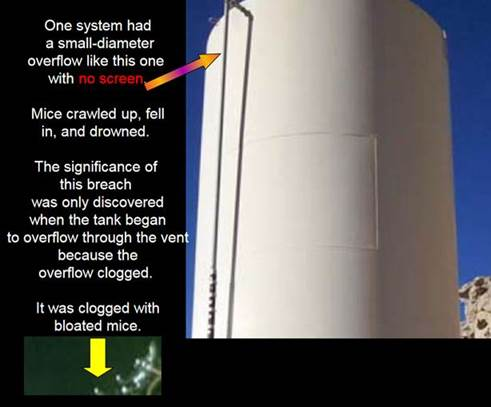 One system had
a small-diameter
overflow like this one
with no screen.
Mice crawled up, fell
in, and drowned.
The significance of
this breach
was only discovered
when the tank began
to overflow through the vent
because the
overflow clogged.
It was clogged with
bloated mice.